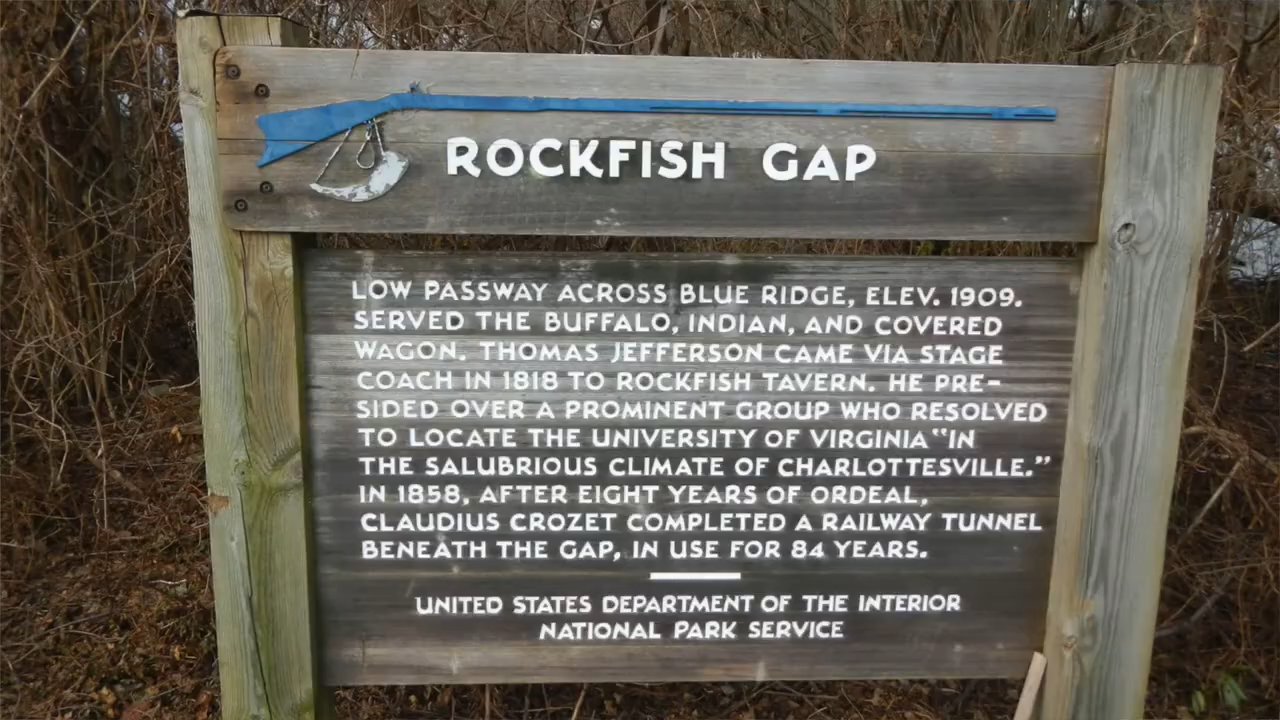 ROCKFISH GAP
LOW PASSWAY ACROSS BLUE RIDGE, ELEV. 1909.
SERVED THE BUFFALO, INDIAN, AND COVERED
WAGON. THOMAS JEFFERSON CAME VIA STAGE
COACH IN 1818 TO ROCKFISH TAVERN. HE PRE-
SIDED OVER A PROMINENT GROUP WHO RESOLVED
TO LOCATE THE UNIVERSITY OF VIRGINIA "IN
THE SALUBRIOUS CLIMATE OF CHARLOTTESVILLE."
IN 1858, AFTER EIGHT YEARS OF ORDEAL,
CLAUDIUS CROZET COMPLETED A RAILWAY TUNNEL
BENEATH THE GAP, IN USE FOR 84 YEARS.
UNITED STATES DEPARTMENT OF THE INTERIOR
NATIONAL PARK SERVICE